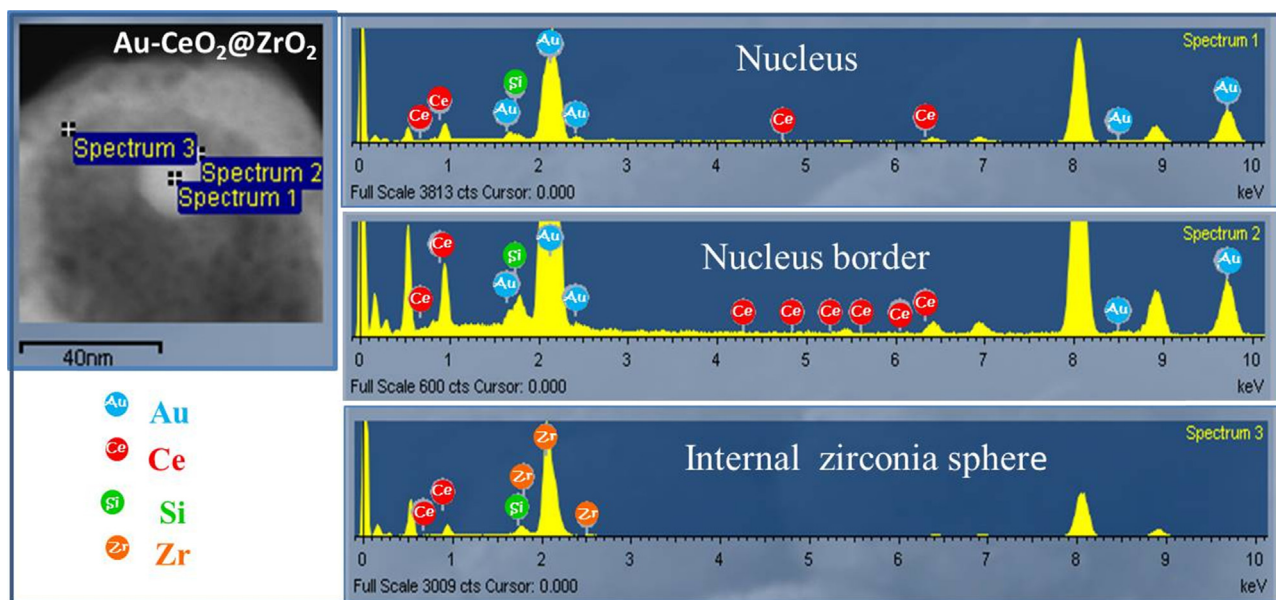 Au-CeO₂@ZrO₂
Spectrum 3
Spectrum 2
Spectrum 1
40nm
Au Au
Ce Ce
Si Si
Zr Zr
Nucleus
Spectrum 1
Ce Ce Au Si Au Au Ce Ce Au Au
0 1 2 3 4 5 6 7 8 9 10
Full Scale 3813 cts Cursor: 0.000 keV
Nucleus border
Spectrum 2
Ce Ce Au Si Au Au Ce Ce Ce Ce Ce Ce Au Au
0 1 2 3 4 5 6 7 8 9 10
Full Scale 600 cts Cursor: 0.000 keV
Internal zirconia sphere
Spectrum 3
Ce Ce Si Zr Zr Zr
0 1 2 3 4 5 6 7 8 9 10
Full Scale 3009 cts Cursor: 0.000 keV